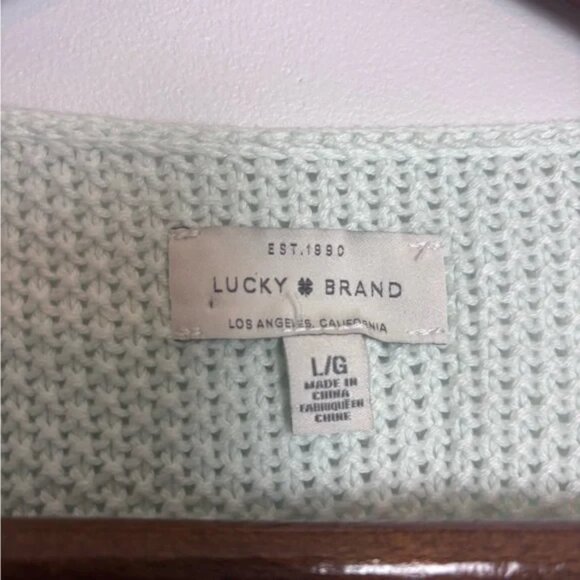 EST.1990
LUCKY BRAND
LOS ANGELES, CALIFORNIA
L/G
MADE IN
CHINA
FABRIQUÉ EN
CHINE